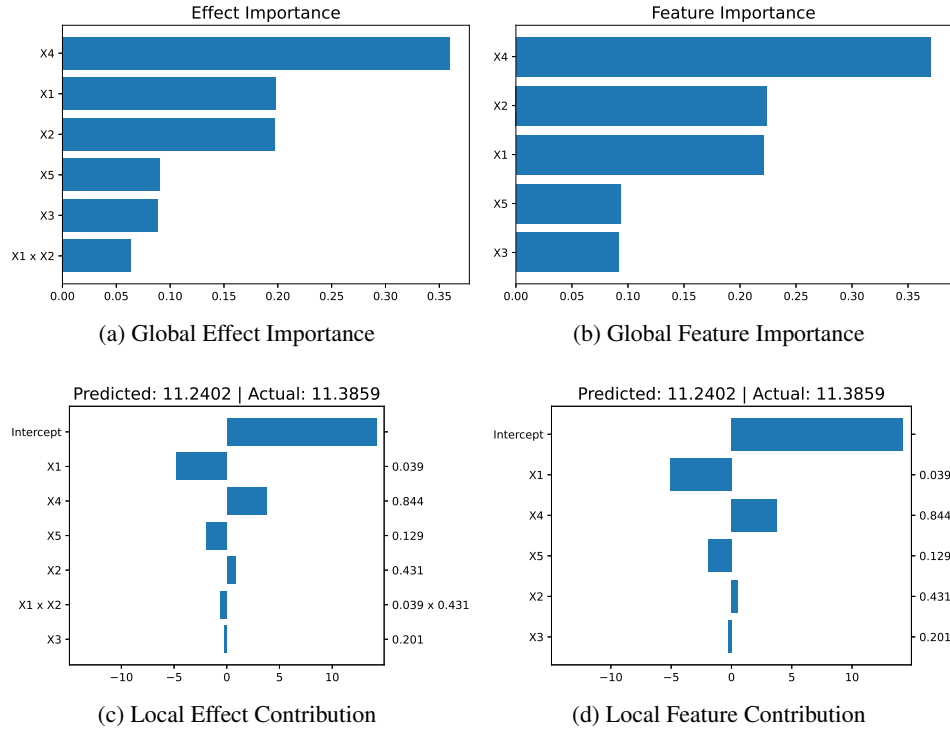 Effect Importance
X4
X1
X2
X5
X3
X1 x X2
0.00 0.05 0.10 0.15 0.20 0.25 0.30 0.35
(a) Global Effect Importance
Feature Importance
X4
X2
X1
X5
X3
0.00 0.05 0.10 0.15 0.20 0.25 0.30 0.35
(b) Global Feature Importance
Predicted: 11.2402 | Actual: 11.3859
Intercept
X1 0.039
X4 0.844
X5 0.129
X2 0.431
X1 x X2 0.039 x 0.431
X3 0.201
−10 −5 0 5 10
(c) Local Effect Contribution
Predicted: 11.2402 | Actual: 11.3859
Intercept
X1 0.039
X4 0.844
X5 0.129
X2 0.431
X3 0.201
−10 −5 0 5 10
(d) Local Feature Contribution